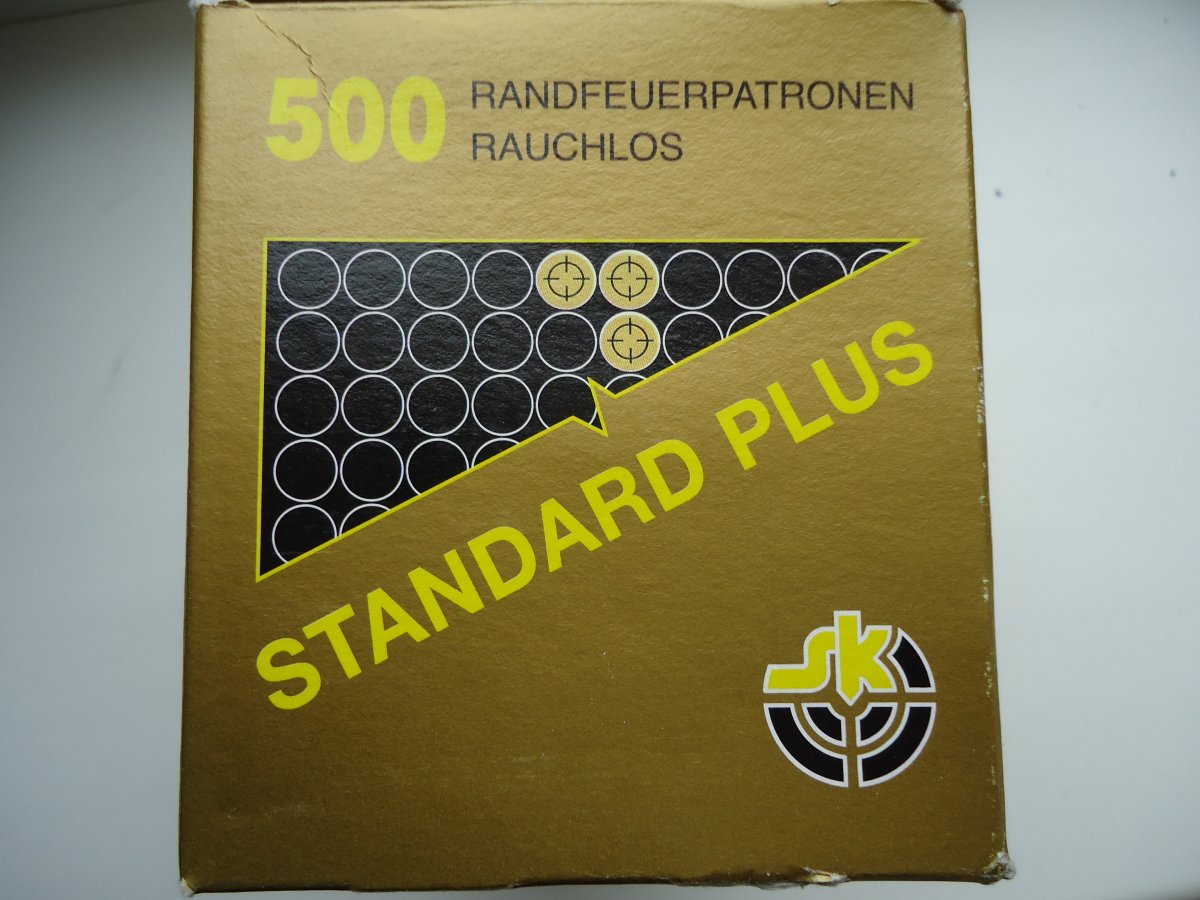 500 RANDFEUERPATRONEN
RAUCHLOS
STANDARD PLUS
sk